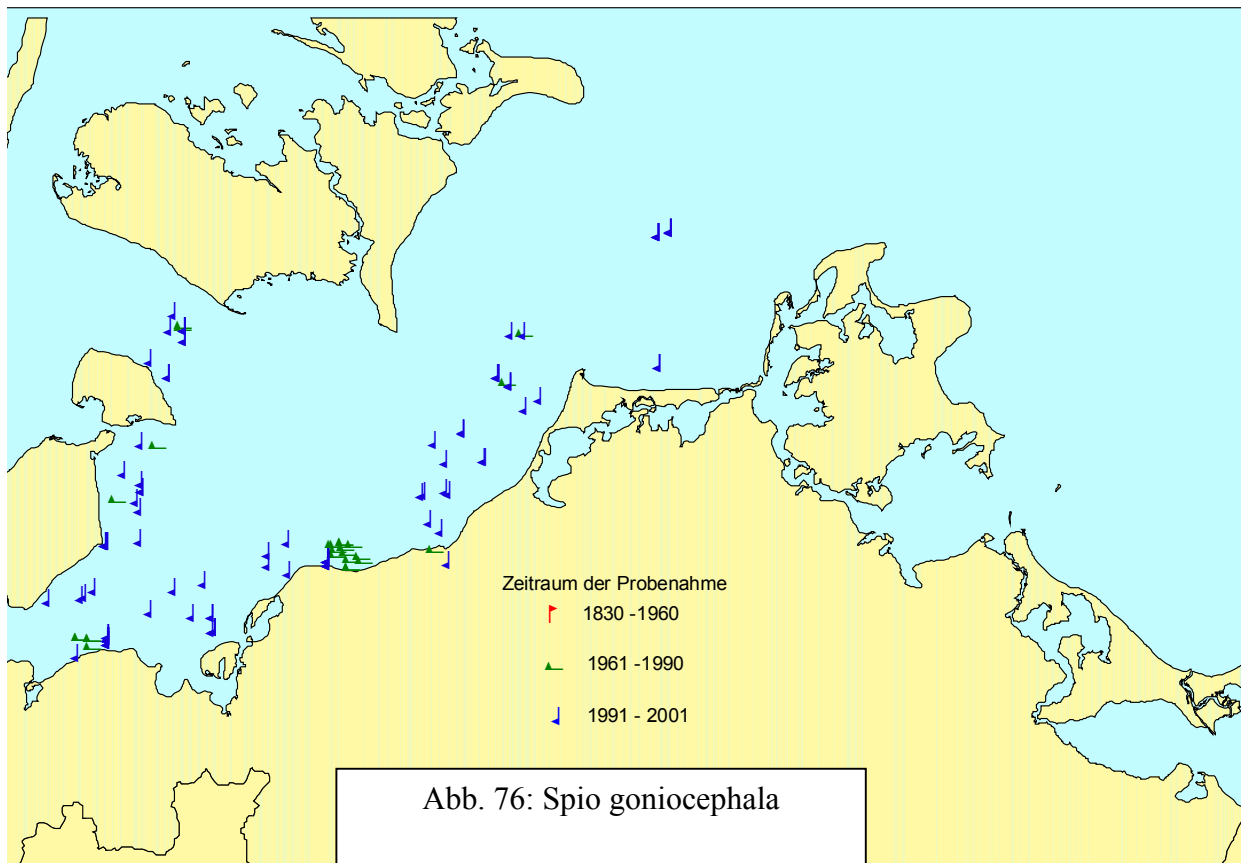 Zeitraum der Probenahme
1830 -1960
1961 -1990
1991 - 2001
Abb. 76: Spio goniocephala